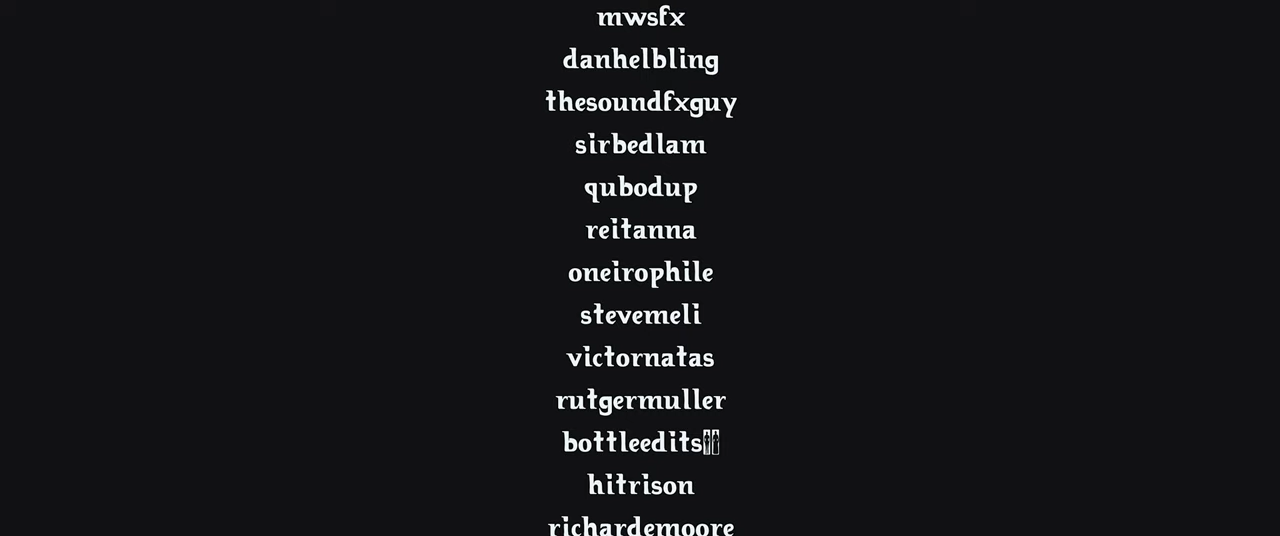 mwsfx
danhelbling
thesoundfxguy
sirbedlam
qubodup
reitanna
oneirophile
stevemeli
victornatas
rutgermuller
bottleedits
hitrison
richardemoore